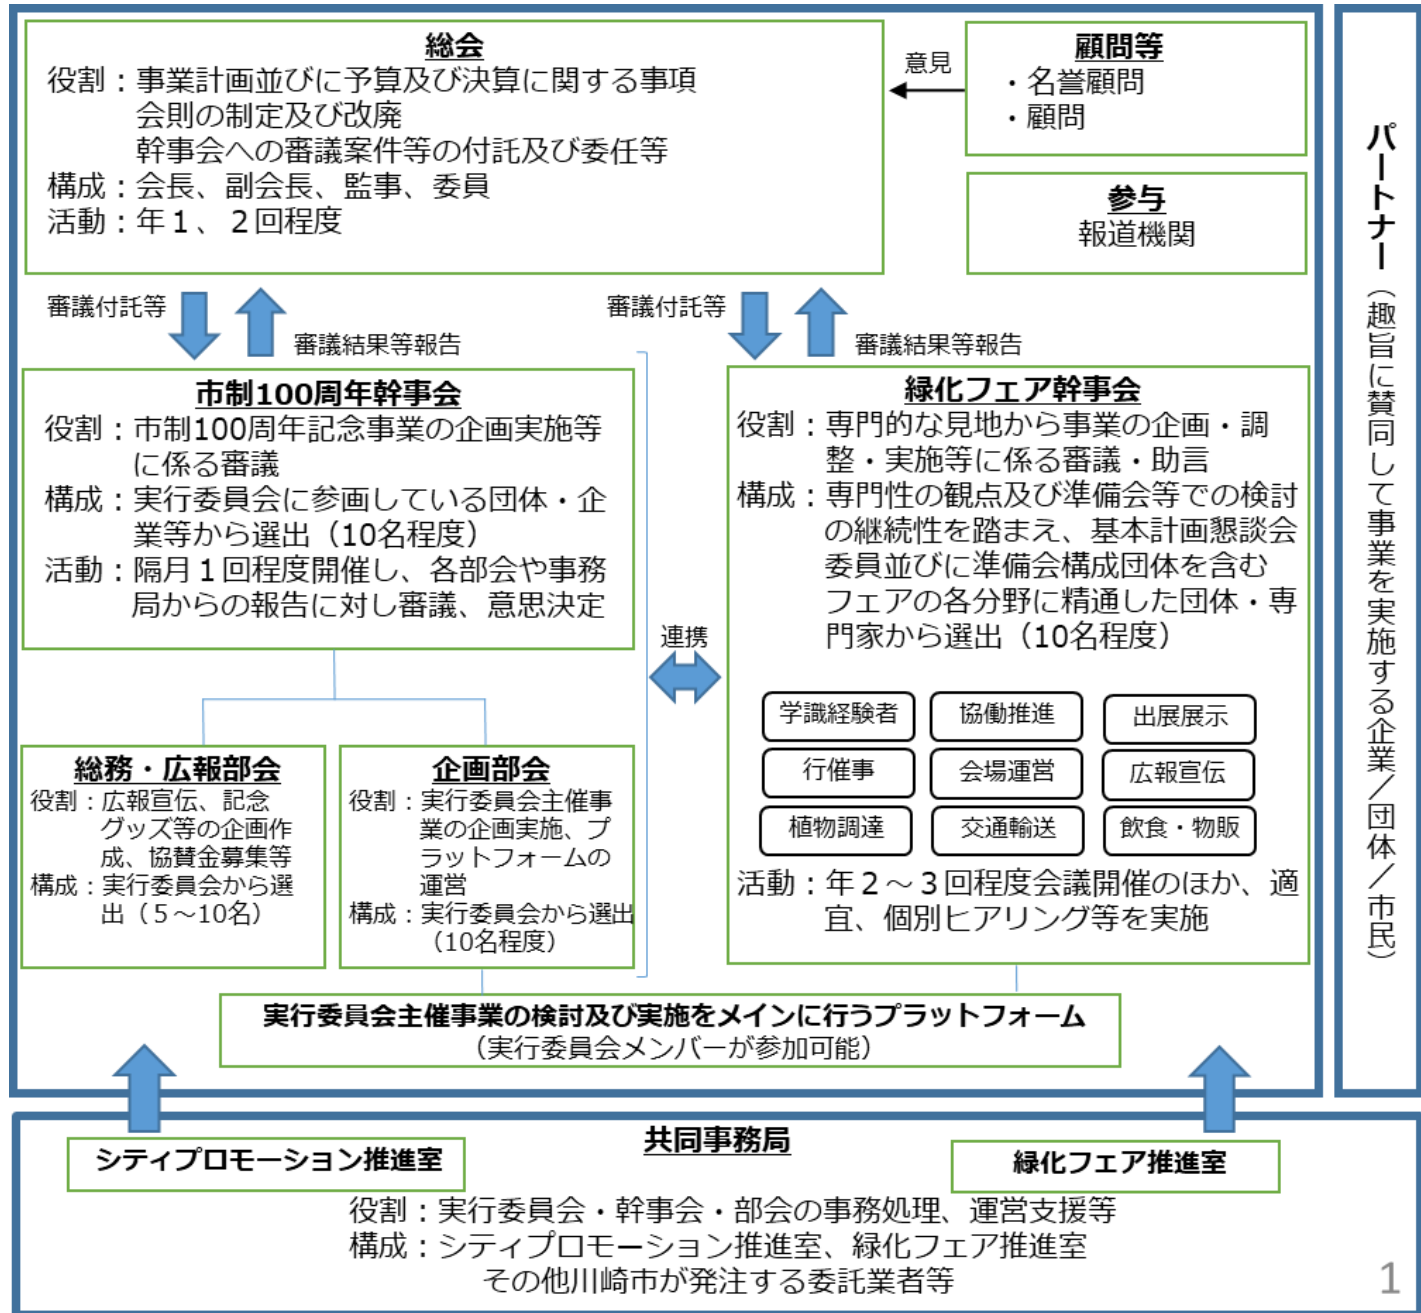 総会
役割：事業計画並びに予算及び決算に関する事項
会則の制定及び改廃
幹事会への審議案件等の付託及び委任等
構成：会長、副会長、監事、委員
活動：年１、２回程度
意見
顧問等
・名誉顧問
・顧問
参与
報道機関
審議付託等
審議結果等報告
審議付託等
審議結果等報告
市制100周年幹事会
役割：市制100周年記念事業の企画実施等
に係る審議
構成：実行委員会に参画している団体・企
業等から選出（10名程度）
活動：隔月１回程度開催し、各部会や事務
局からの報告に対し審議、意思決定
連携
緑化フェア幹事会
役割：専門的な見地から事業の企画・調
整・実施等に係る審議・助言
構成：専門性の観点及び準備会等での検討
の継続性を踏まえ、基本計画懇談会
委員並びに準備会構成団体を含む
フェアの各分野に精通した団体・専
門家から選出（10名程度）
学識経験者
協働推進
出展展示
行催事
会場運営
広報宣伝
植物調達
交通輸送
飲食・物販
活動：年２～３回程度会議開催のほか、適
宜、個別ヒアリング等を実施
総務・広報部会
役割：広報宣伝、記念
グッズ等の企画作
成、協賛金募集等
構成：実行委員会から選
出（５～10名）
企画部会
役割：実行委員会主催事
業の企画実施、プ
ラットフォームの
運営
構成：実行委員会から選出
（10名程度）
実行委員会主催事業の検討及び実施をメインに行うプラットフォーム
（実行委員会メンバーが参加可能）
パートナー（趣旨に賛同して事業を実施する企業／団体／市民）
共同事務局
シティプロモーション推進室
緑化フェア推進室
役割：実行委員会・幹事会・部会の事務処理、運営支援等
構成：シティプロモーション推進室、緑化フェア推進室
その他川崎市が発注する委託業者等
1